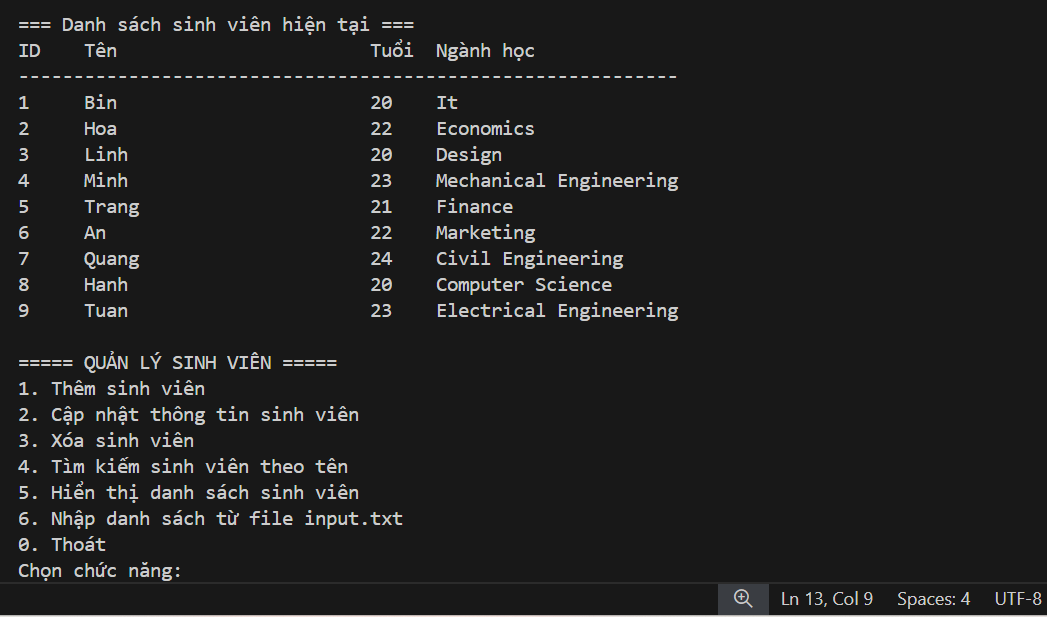 === Danh sách sinh viên hiện tại ===
ID    Tên                       Tuổi  Ngành học
------------------------------------------------------------
1     Bin                       20    It
2     Hoa                       22    Economics
3     Linh                      20    Design
4     Minh                      23    Mechanical Engineering
5     Trang                     21    Finance
6     An                        22    Marketing
7     Quang                     24    Civil Engineering
8     Hanh                      20    Computer Science
9     Tuan                      23    Electrical Engineering
===== QUẢN LÝ SINH VIÊN =====
1. Thêm sinh viên
2. Cập nhật thông tin sinh viên
3. Xóa sinh viên
4. Tìm kiếm sinh viên theo tên
5. Hiển thị danh sách sinh viên
6. Nhập danh sách từ file input.txt
0. Thoát
Chọn chức năng:
Ln 13, Col 9    Spaces: 4    UTF-8